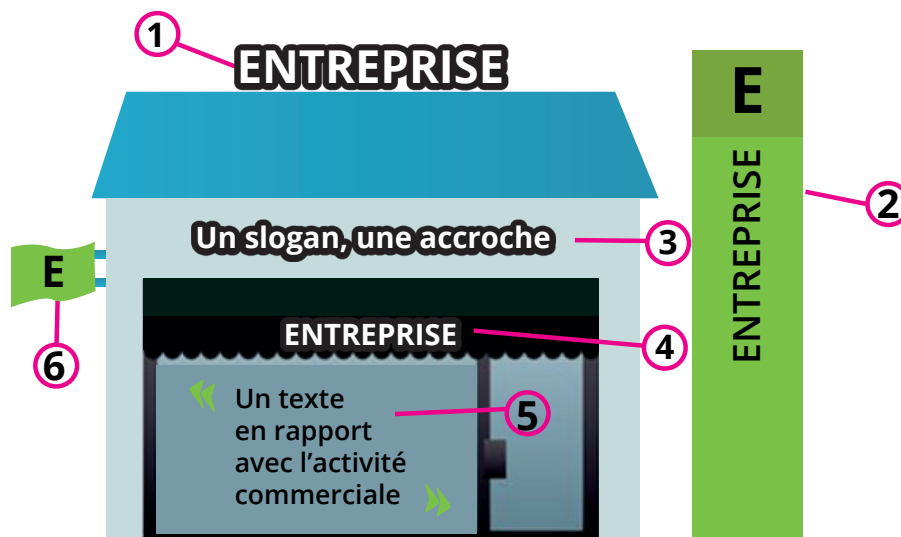 1
ENTREPRISE
E
ENTREPRISE
2
Un slogan, une accroche
3
E
6
ENTREPRISE
4
« Un texte
en rapport
avec l’activité
commerciale »
5